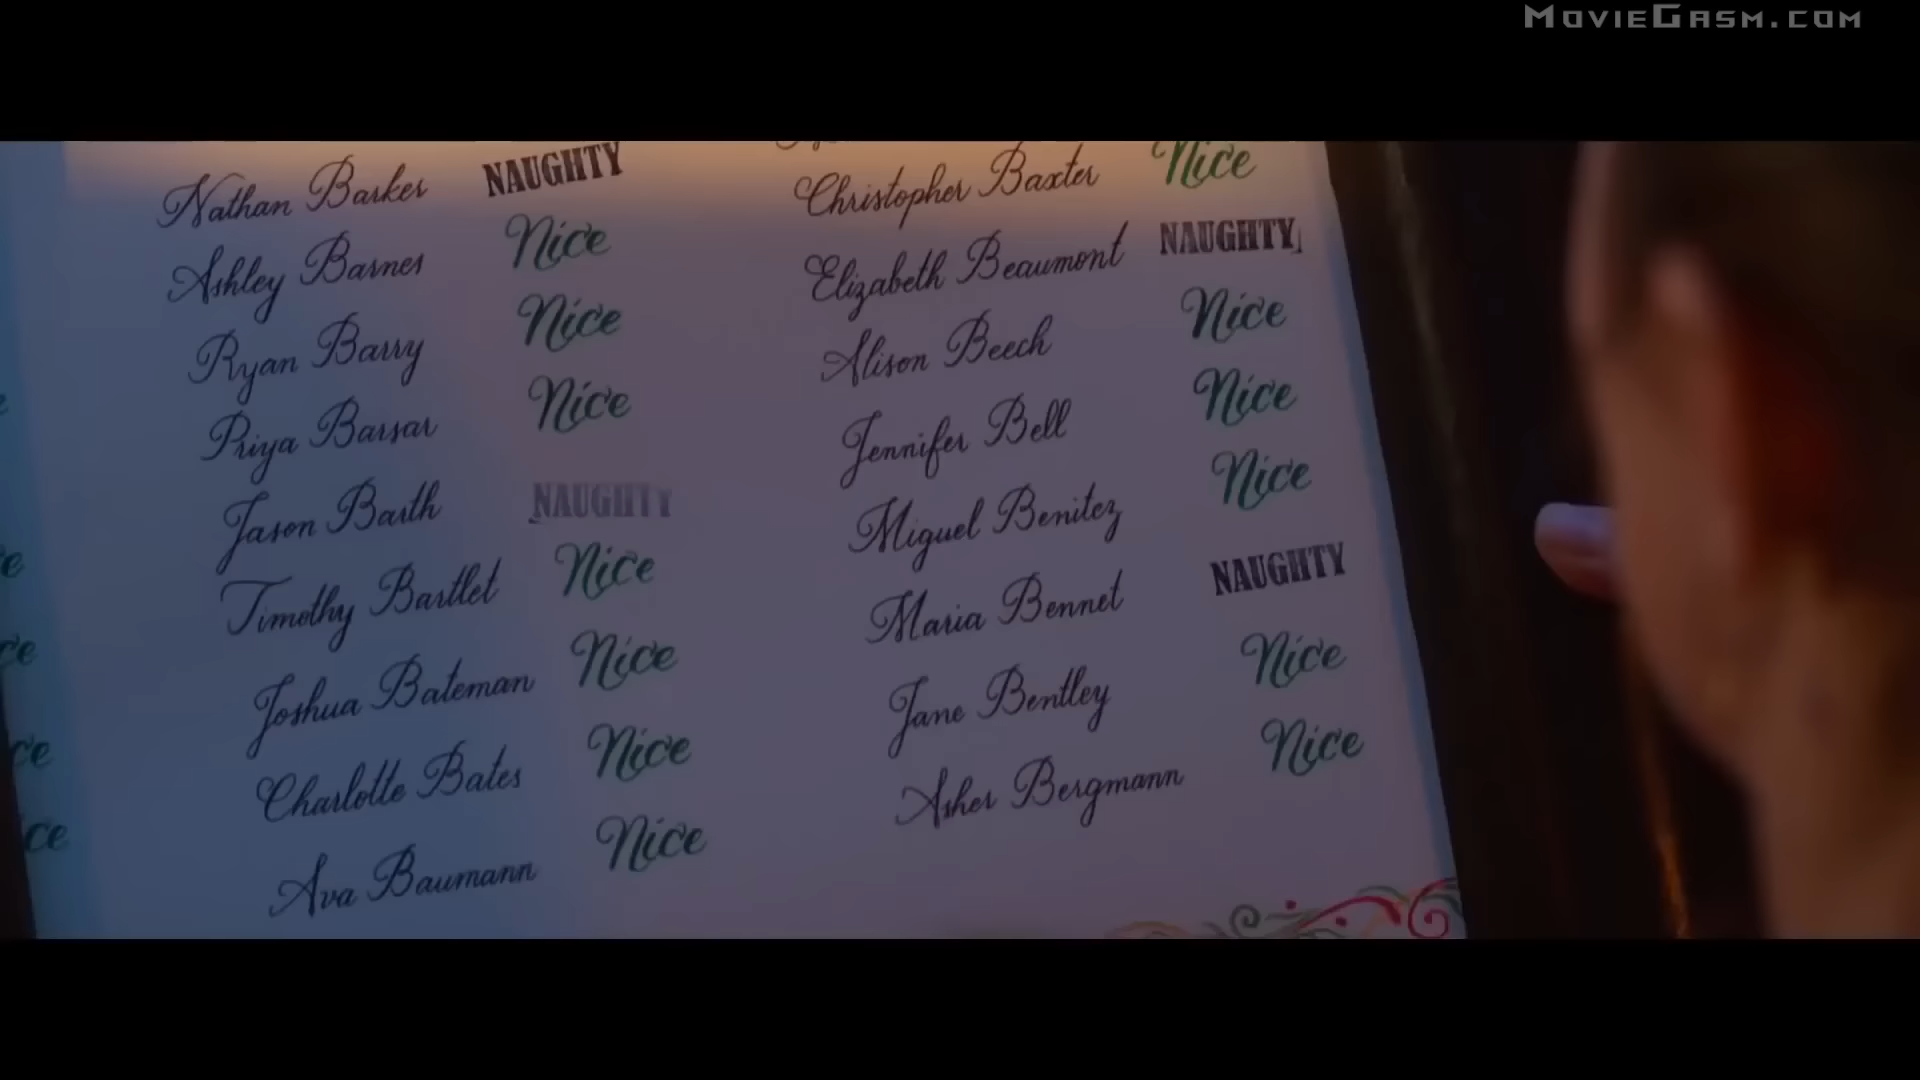 MovieGasm.com
Nathan Barker NAUGHTY
Ashley Barnes Nice
Ryan Barry Nice
Priya Barsar Nice
Jason Barth NAUGHTY
Timothy Bartlet Nice
Joshua Bateman Nice
Charlotte Bates Nice
Ava Baumann Nice
Christopher Baxter Nice
Elizabeth Beaumont NAUGHTY
Alison Beech Nice
Jennifer Bell Nice
Miguel Benitez Nice
Maria Bennet NAUGHTY
Jane Bentley Nice
Asher Bergmann Nice